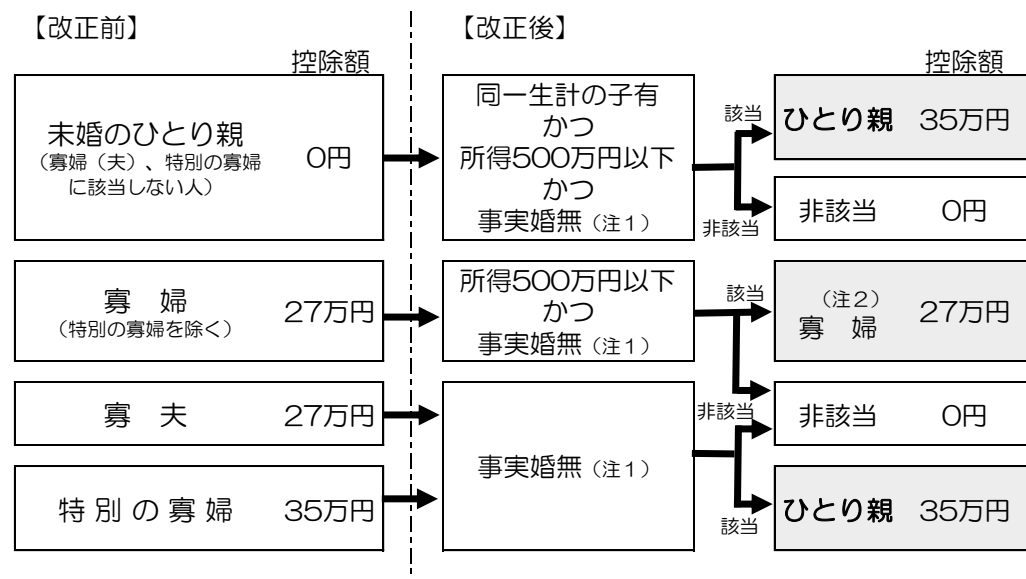 【改正前】
控除額
未婚のひとり親
（寡婦（夫）、特別の寡婦
に該当しない人）
0円
寡　婦
（特別の寡婦を除く）
27万円
寡　夫
27万円
特 別 の 寡 婦
35万円
【改正後】
控除額
同一生計の子有
かつ
所得500万円以下
かつ
事実婚無（注１）
該当
非該当
ひとり親
35万円
非該当
0円
所得500万円以下
かつ
事実婚無（注１）
該当
非該当
（注２）
寡　婦
27万円
非該当
0円
事実婚無（注１）
該当
ひとり親
35万円